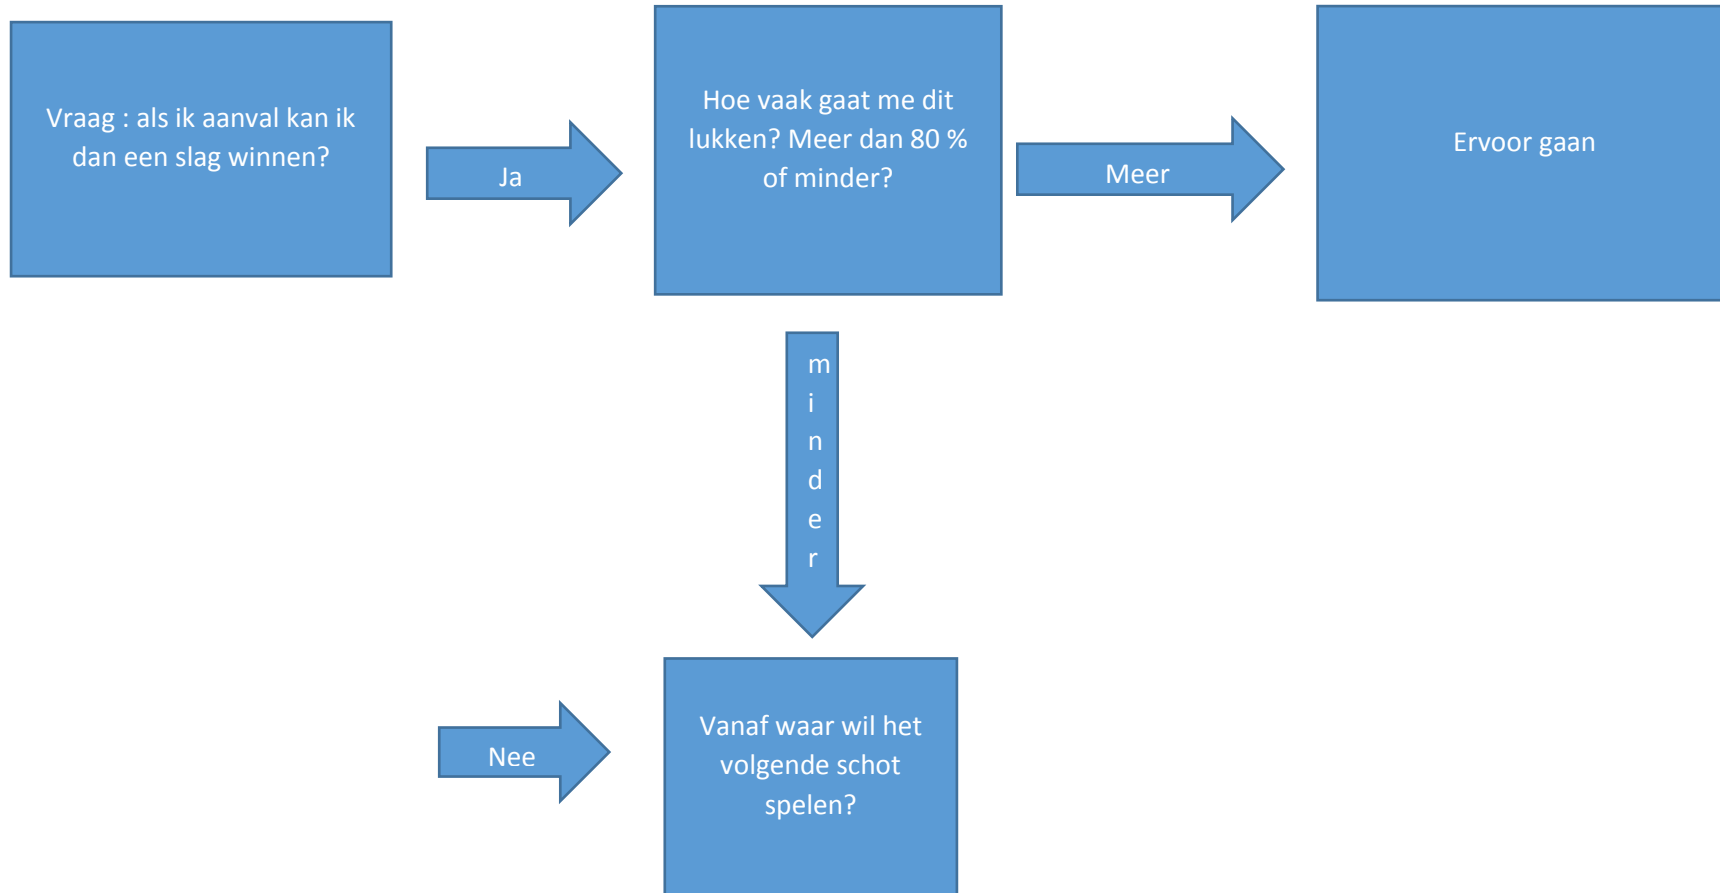 Vraag : als ik aanval kan ik
dan een slag winnen?
Ja
Hoe vaak gaat me dit
lukken? Meer dan 80 %
of minder?
Meer
Ervoor gaan
m
i
n
d
e
r
Nee
Vanaf waar wil het
volgende schot
spelen?